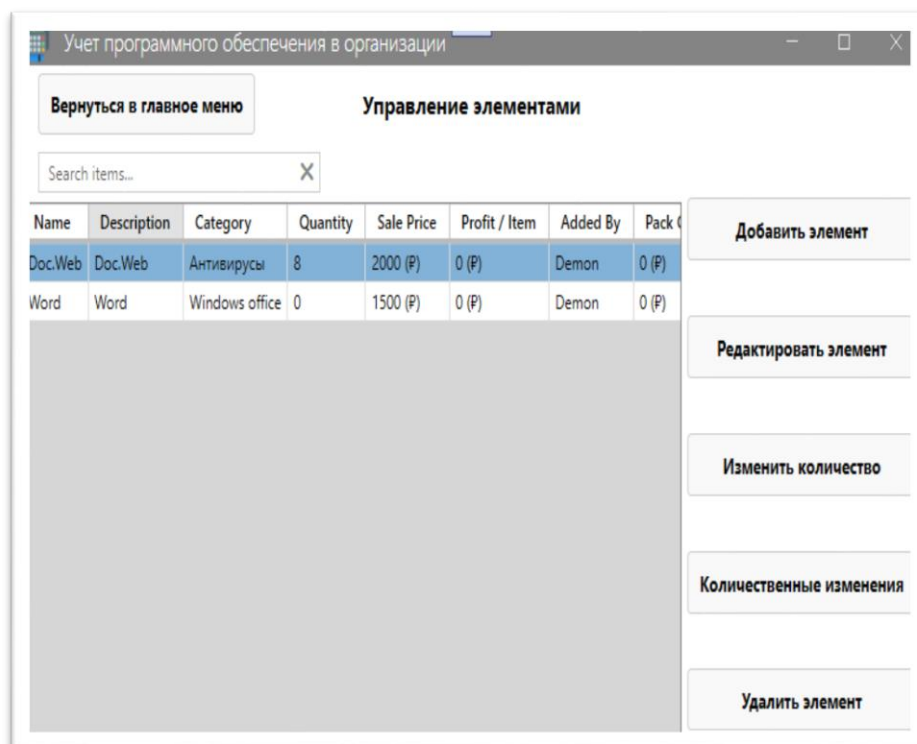 Учет программного обеспечения в организации
Вернуться в главное меню
Управление элементами
Search items...
Name Description Category Quantity Sale Price Profit / Item Added By Pack
Doc.Web Doc.Web Антивирусы 8 2000 (₽) 0 (₽) Demon 0 (₽)
Word Word Windows office 0 1500 (₽) 0 (₽) Demon 0 (₽)
Добавить элемент
Редактировать элемент
Изменить количество
Количественные изменения
Удалить элемент